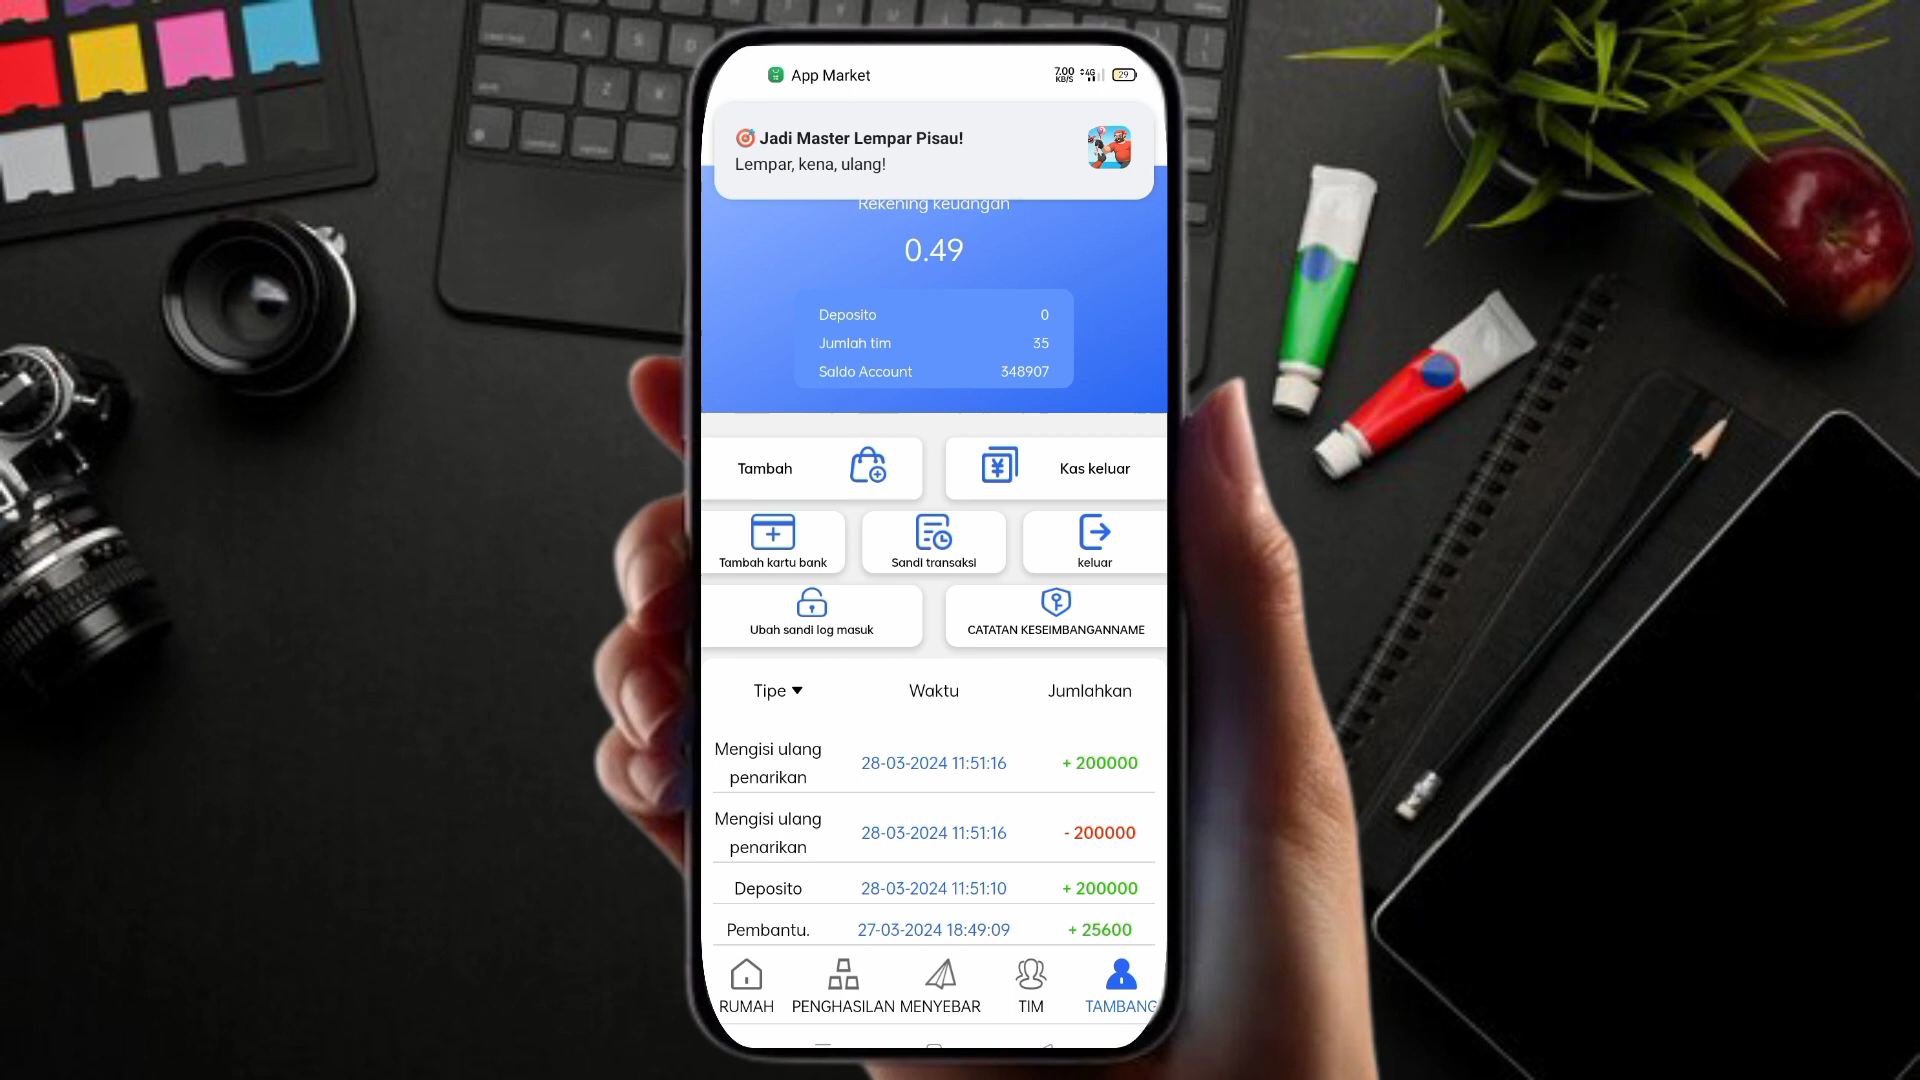 App Market
7.00 KB/S 4G 29
🎯 Jadi Master Lempar Pisau!
Lempar, kena, ulang!
Rekening keuangan
0.49
Deposito 0
Jumlah tim 35
Saldo Account 348907
Tambah
Kas keluar
Tambah kartu bank
Sandi transaksi
keluar
Ubah sandi log masuk
CATATAN KESEIMBANGANNAME
Tipe ▼ Waktu Jumlahkan
Mengisi ulang
penarikan
28-03-2024 11:51:16 + 200000
Mengisi ulang
penarikan
28-03-2024 11:51:16 - 200000
Deposito 28-03-2024 11:51:10 + 200000
Pembantu. 27-03-2024 18:49:09 + 25600
RUMAH PENGHASILAN MENYEBAR TIM TAMBANG